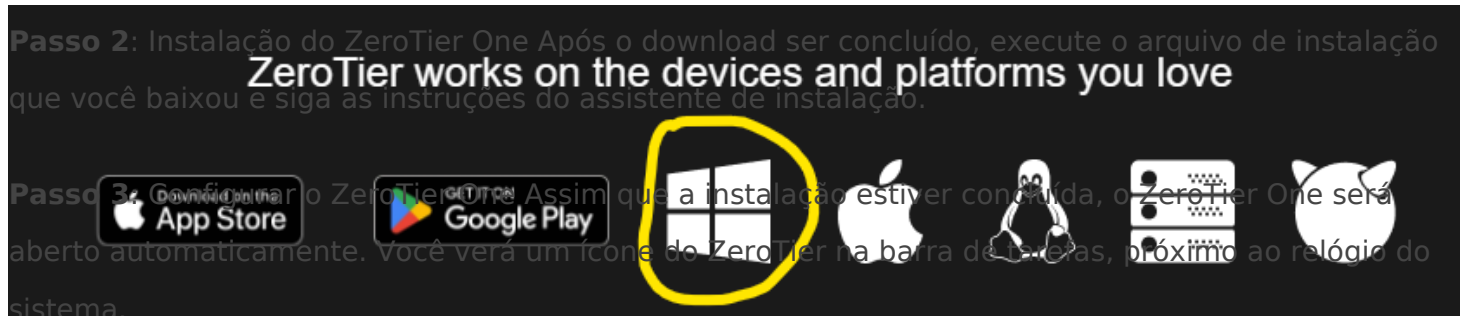 Passo 2: Instalação do ZeroTier One Após o download ser concluído, execute o arquivo de instalação
ZeroTier works on the devices and platforms you love
que você baixou e siga as instruções do assistente de instalação.
Download on the
App Store
GET IT ON
Google Play
Passo 3: Configurar o ZeroTier One Assim que a instalação estiver concluída, o ZeroTier One será
aberto automaticamente. Você verá um ícone do ZeroTier na barra de tarefas, próximo ao relógio do
sistema.